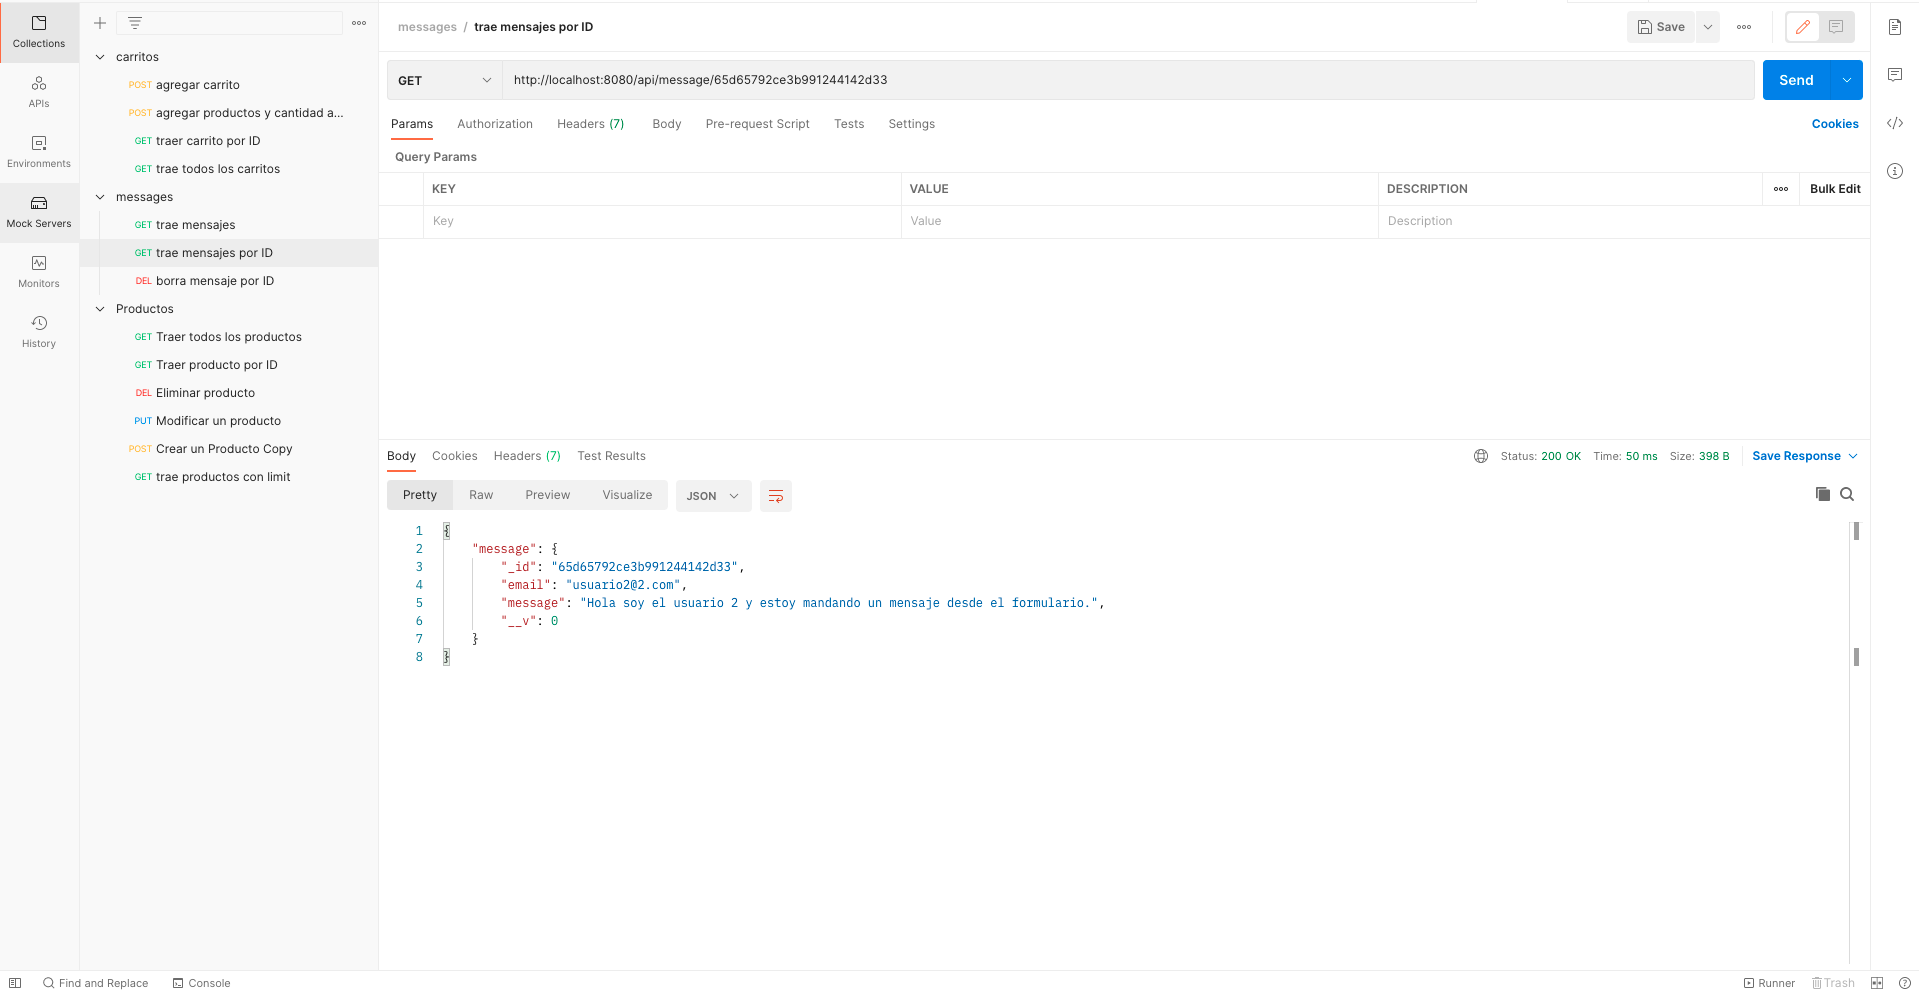 Collections
APIs
Environments
Mock Servers
Monitors
History
carritos
POST agregar carrito
POST agregar productos y cantidad a...
GET traer carrito por ID
GET trae todos los carritos
messages
GET trae mensajes
GET trae mensajes por ID
DEL borra mensaje por ID
Productos
GET Traer todos los productos
GET Traer producto por ID
DEL Eliminar producto
PUT Modificar un producto
POST Crear un Producto Copy
GET trae productos con limit
messages / trae mensajes por ID
Save
GET http://localhost:8080/api/message/65d65792ce3b991244142d33 Send
Params Authorization Headers (7) Body Pre-request Script Tests Settings Cookies
Query Params
KEY VALUE DESCRIPTION Bulk Edit
Key Value Description
Body Cookies Headers (7) Test Results Status: 200 OK Time: 50 ms Size: 398 B Save Response
Pretty Raw Preview Visualize JSON
1 {
2 "message": {
3 "_id": "65d65792ce3b991244142d33",
4 "email": "usuario2@2.com",
5 "message": "Hola soy el usuario 2 y estoy mandando un mensaje desde el formulario.",
6 "__v": 0
7 }
8 }
Find and Replace Console Runner Trash